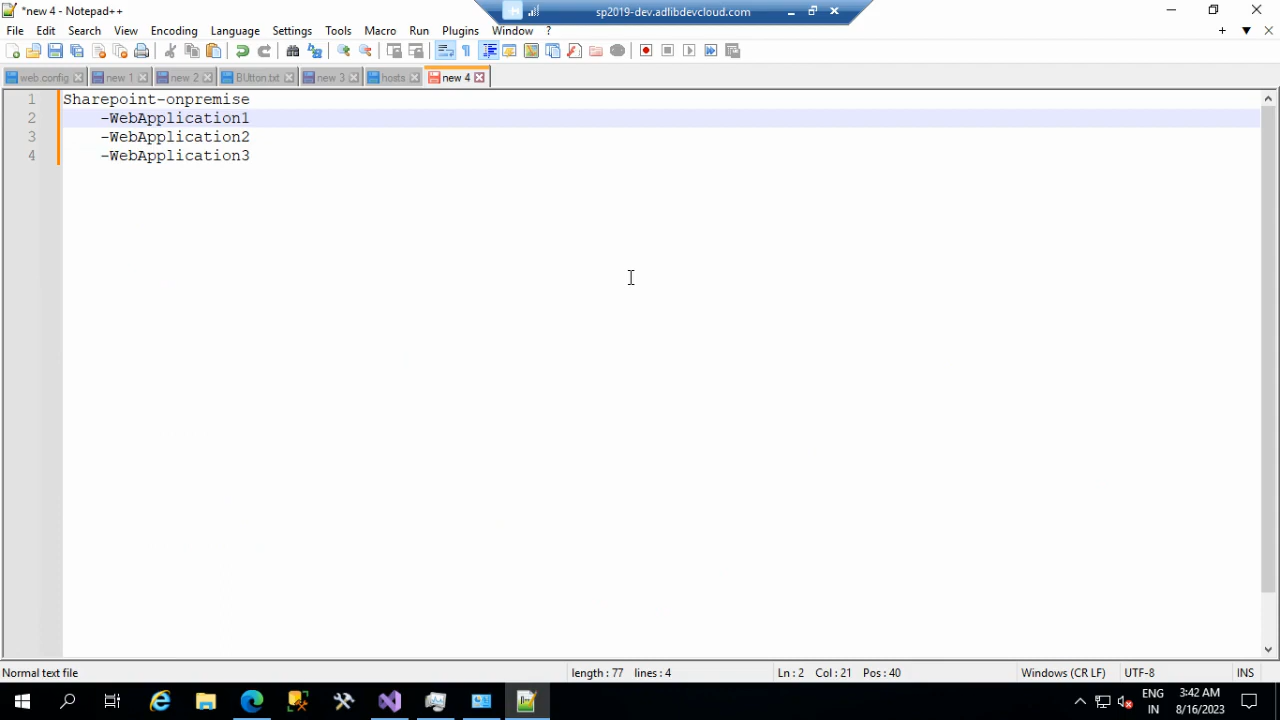 *new 4 - Notepad++
sp2019-dev.adlibdevcloud.com
File Edit Search View Encoding Language Settings Tools Macro Run Plugins Window ?
web.config new 1 new 2 BUtton.txt new 3 hosts new 4
1 Sharepoint-onpremise
2 -WebApplication1
3 -WebApplication2
4 -WebApplication3
Normal text file length : 77 lines : 4 Ln : 2 Col : 21 Pos : 40 Windows (CR LF) UTF-8 INS
ENG
IN
3:42 AM
8/16/2023